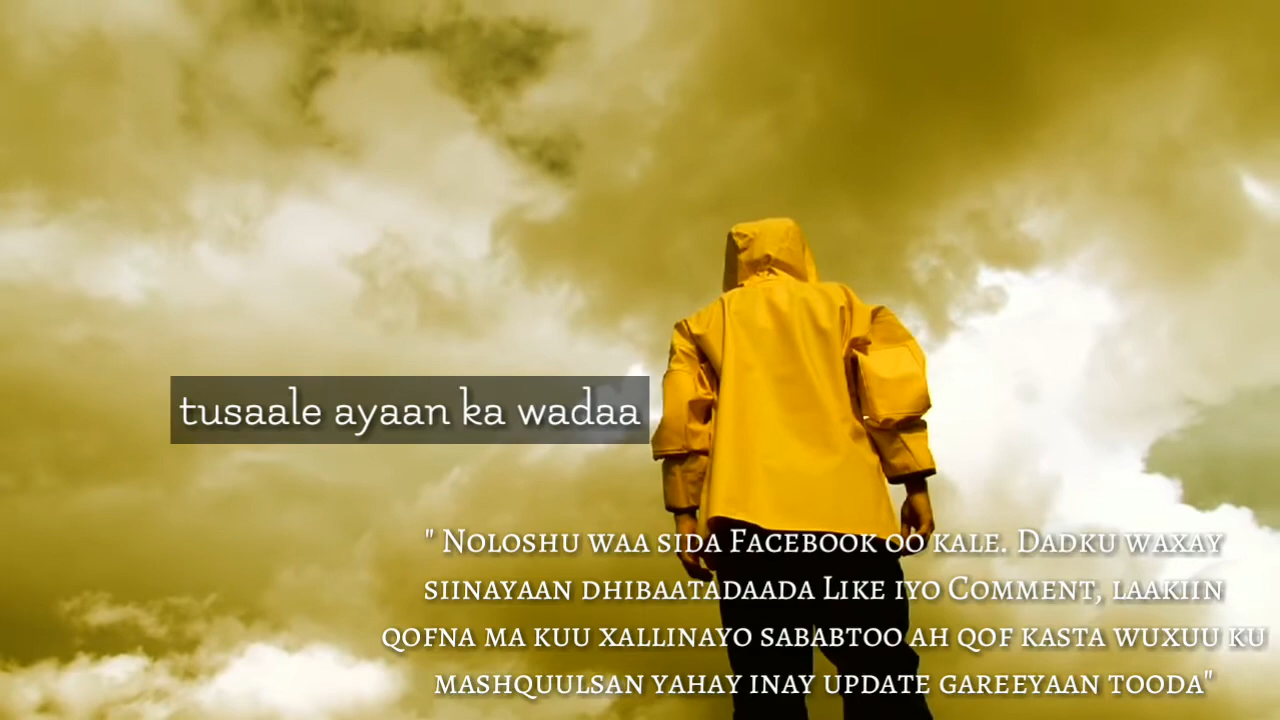 tusaale ayaan ka wadaa
" Noloshu waa sida Facebook oo kale. Dadku waxay
siinayaan dhibaatadaada Like iyo Comment, laakiin
qofna ma kuu xallinayo sababtoo ah qof kasta wuxuu ku
mashquulsan yahay inay update gareeyaan tooda"